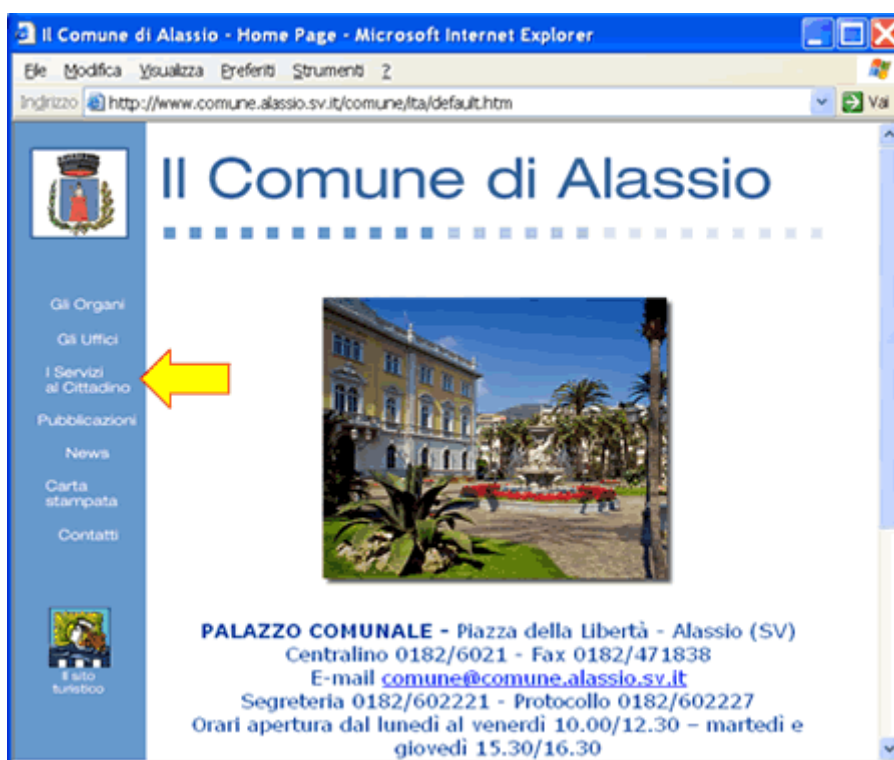 Il Comune di Alassio - Home Page - Microsoft Internet Explorer
File Modifica Visualizza Preferiti Strumenti ?
Indirizzo http://www.comune.alassio.sv.it/comune/ita/default.htm Vai
Il Comune di Alassio
Gli Organi
Gli Uffici
I Servizi
al Cittadino
Pubblicazioni
News
Carta
stampata
Contatti
Il sito
turistico
PALAZZO COMUNALE - Piazza della Libertà - Alassio (SV)
Centralino 0182/6021 - Fax 0182/471838
E-mail comune@comune.alassio.sv.it
Segreteria 0182/602221 - Protocollo 0182/602227
Orari apertura dal lunedì al venerdì 10.00/12.30 – martedì e
giovedì 15.30/16.30